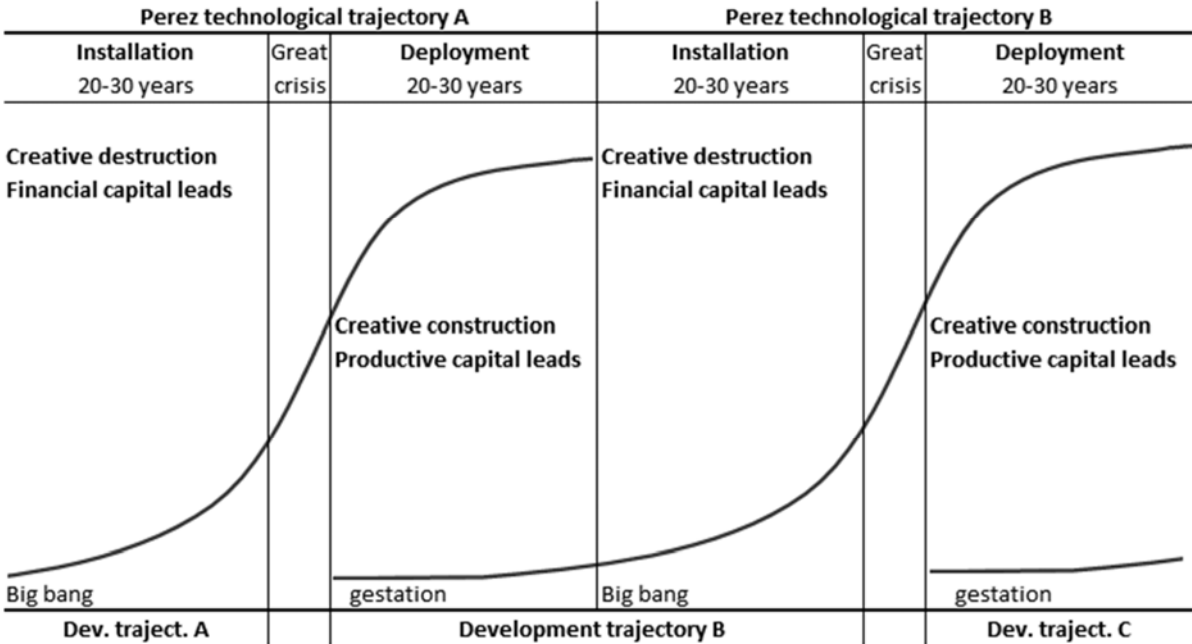 Perez technological trajectory A
Perez technological trajectory B
Installation
20-30 years
Great
crisis
Deployment
20-30 years
Installation
20-30 years
Great
crisis
Deployment
20-30 years
Creative destruction
Financial capital leads
Creative destruction
Financial capital leads
Creative construction
Productive capital leads
Creative construction
Productive capital leads
Big bang
gestation
Big bang
gestation
Dev. traject. A
Development trajectory B
Dev. traject. C